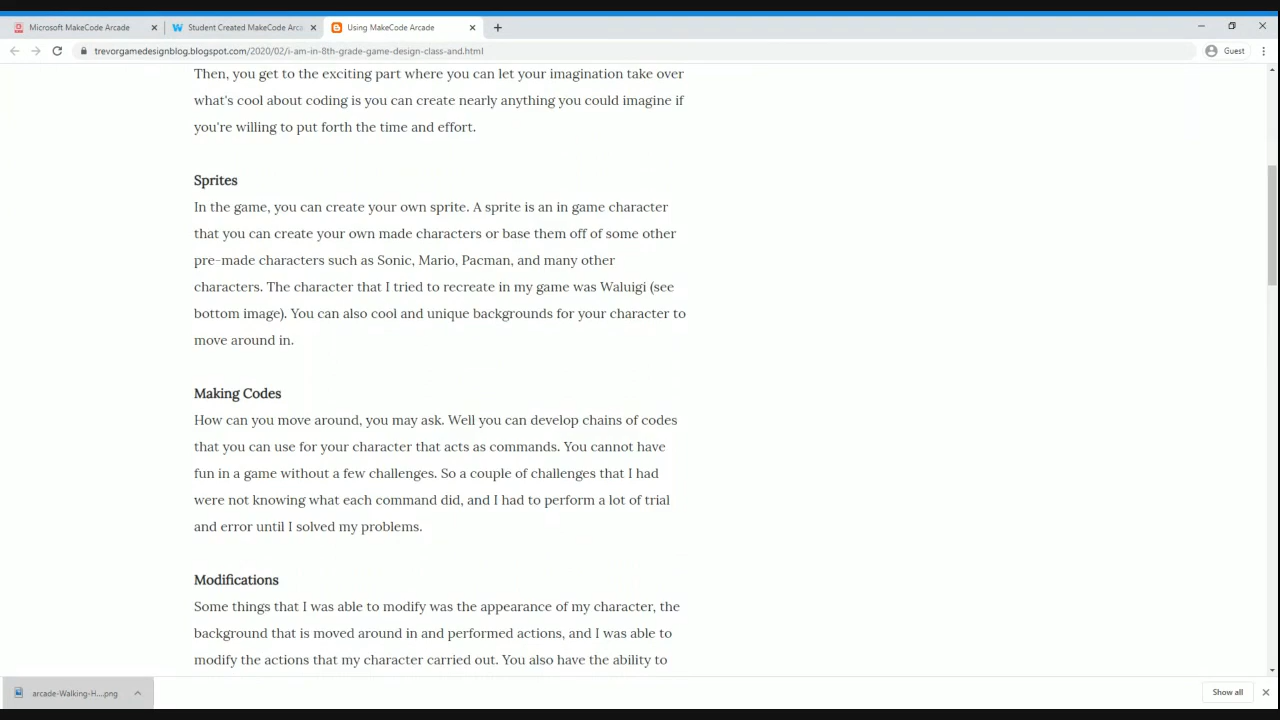 Microsoft MakeCode Arcade
Student Created MakeCode Arca
Using MakeCode Arcade
trevorgamedesignblog.blogspot.com/2020/02/i-am-in-8th-grade-game-design-class-and.html
Guest
Then, you get to the exciting part where you can let your imagination take over
what's cool about coding is you can create nearly anything you could imagine if
you're willing to put forth the time and effort.
Sprites
In the game, you can create your own sprite. A sprite is an in game character
that you can create your own made characters or base them off of some other
pre-made characters such as Sonic, Mario, Pacman, and many other
characters. The character that I tried to recreate in my game was Waluigi (see
bottom image). You can also cool and unique backgrounds for your character to
move around in.
Making Codes
How can you move around, you may ask. Well you can develop chains of codes
that you can use for your character that acts as commands. You cannot have
fun in a game without a few challenges. So a couple of challenges that I had
were not knowing what each command did, and I had to perform a lot of trial
and error until I solved my problems.
Modifications
Some things that I was able to modify was the appearance of my character, the
background that is moved around in and performed actions, and I was able to
modify the actions that my character carried out. You also have the ability to
arcade-Walking-H....png
Show all